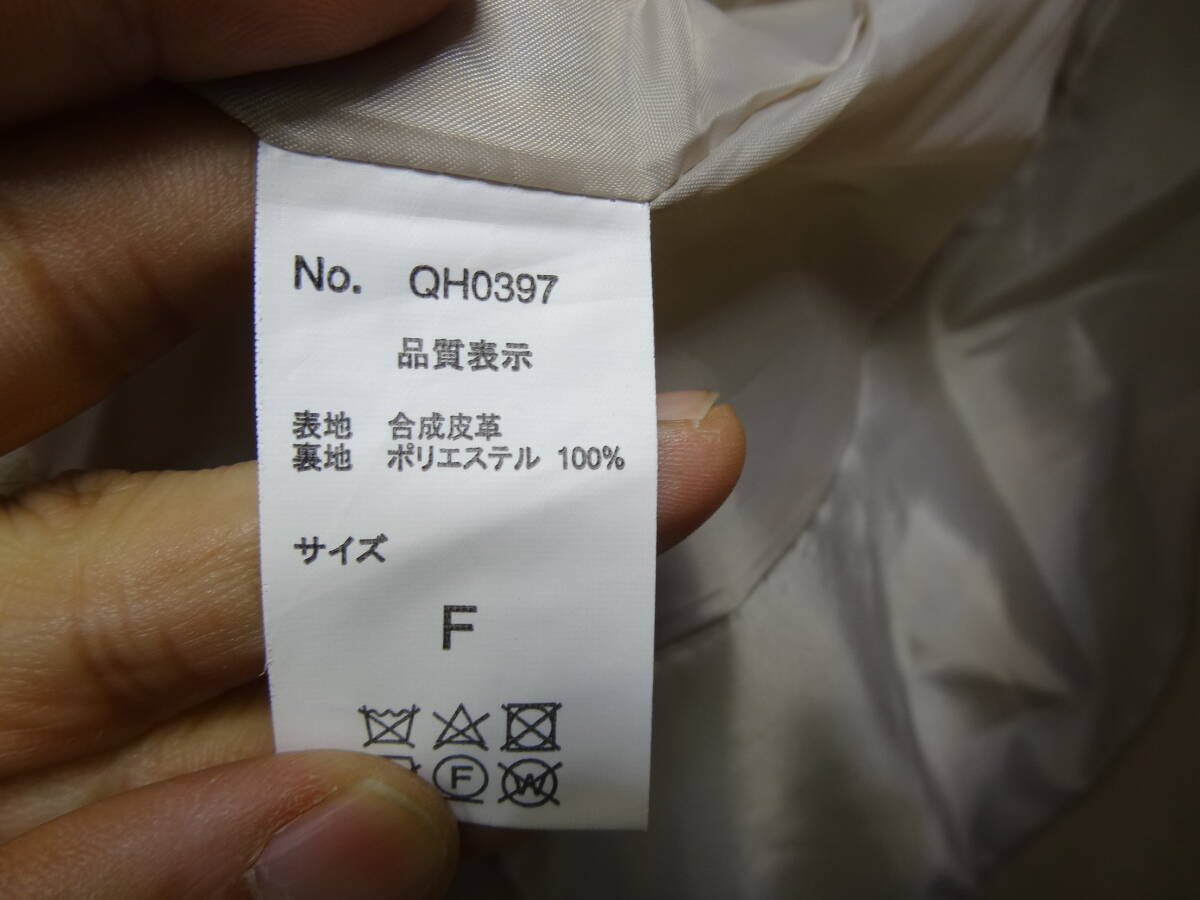 No. QH0397
品質表示
表地 合成皮革
裏地 ポリエステル 100%
サイズ
F
F W